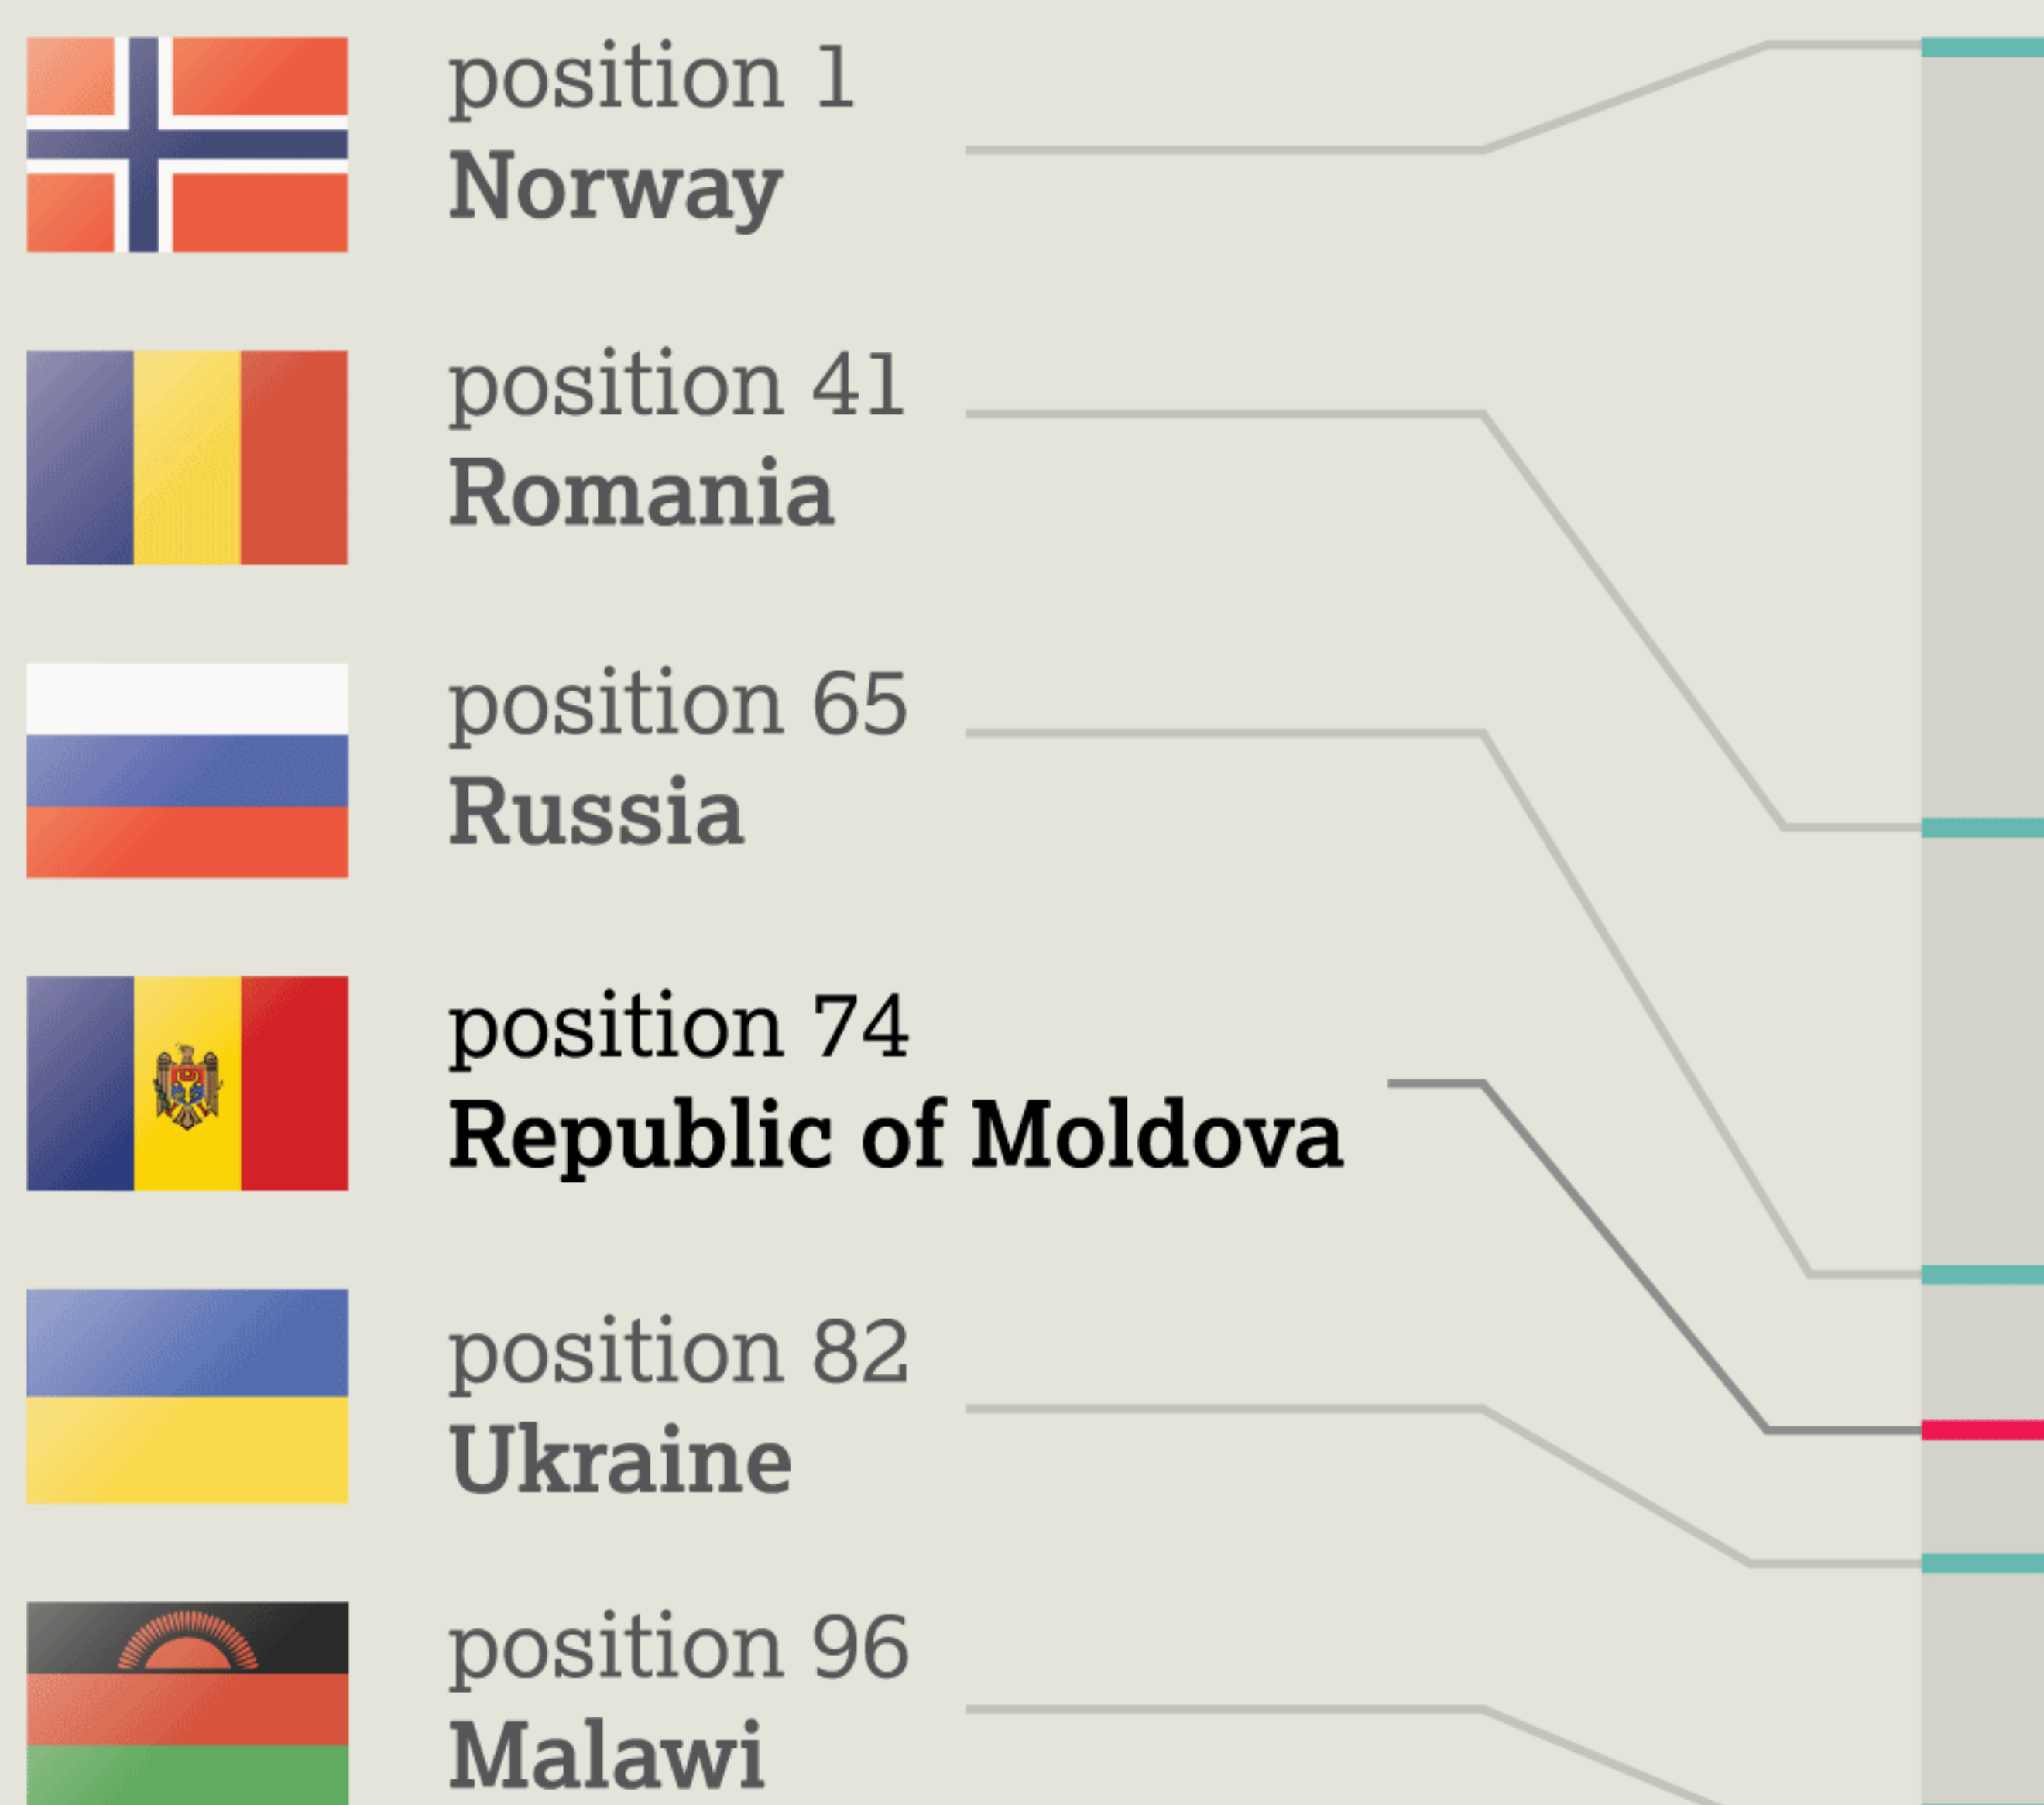 position 1
Norway
position 41
Romania
position 65
Russia
position 74
Republic of Moldova
position 82
Ukraine
position 96
Malawi